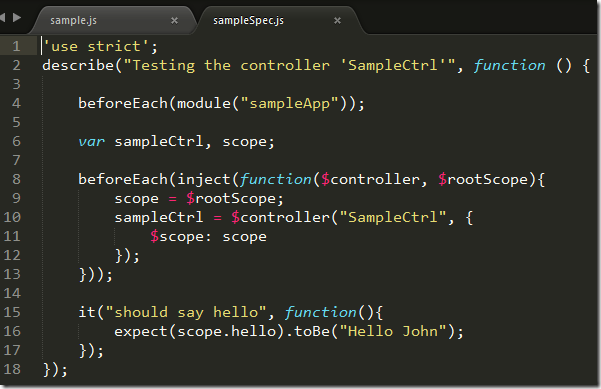 sample.js × sampleSpec.js ×
1 'use strict';
2 describe("Testing the controller 'SampleCtrl'", function () {
3
4     beforeEach(module("sampleApp"));
5
6     var sampleCtrl, scope;
7
8     beforeEach(inject(function($controller, $rootScope){
9         scope = $rootScope;
10         sampleCtrl = $controller("SampleCtrl", {
11             $scope: scope
12         });
13     }));
14
15     it("should say hello", function(){
16         expect(scope.hello).toBe("Hello John");
17     });
18 });